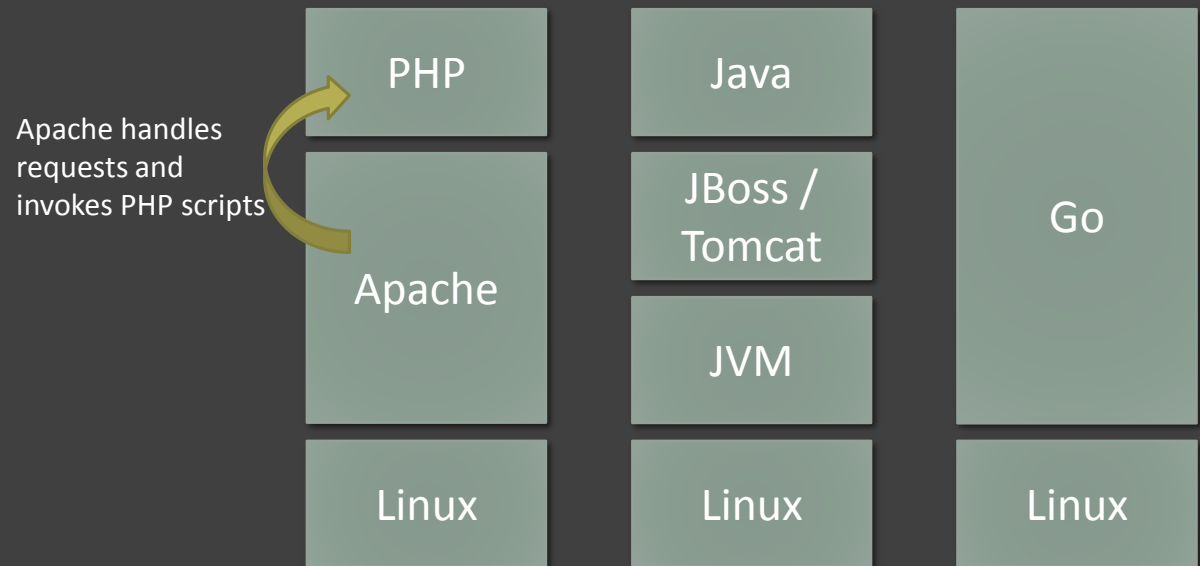 PHP
Java
Apache handles
requests and
invokes PHP scripts
JBoss /
Tomcat
Go
Apache
JVM
Linux
Linux
Linux